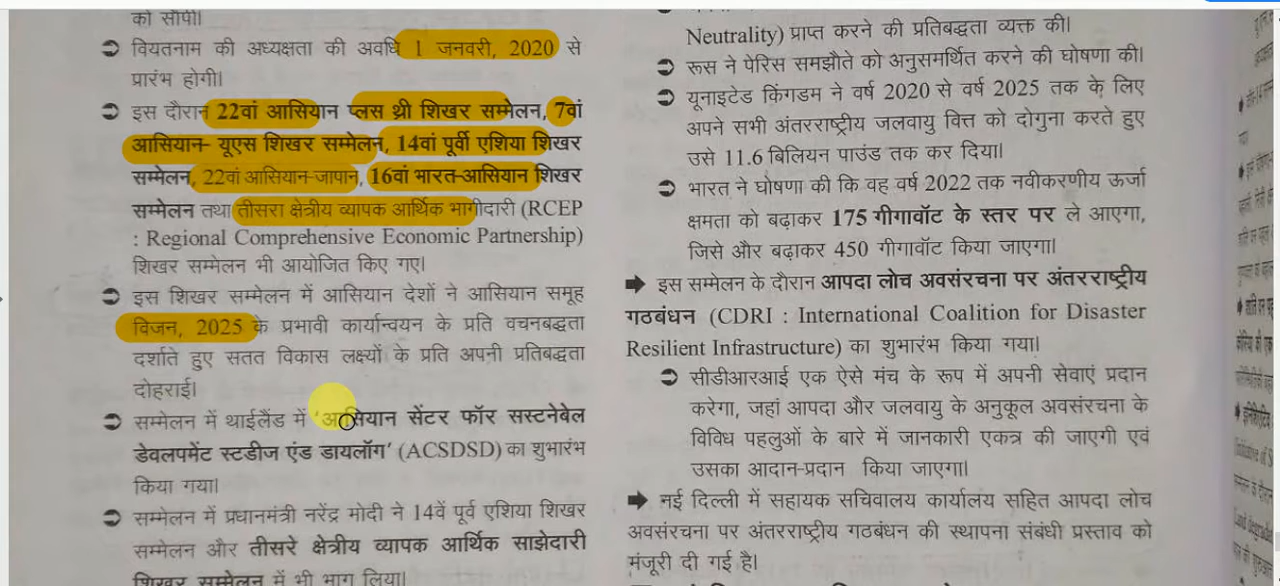 को सौंपी।
➲ वियतनाम की अध्यक्षता की अवधि 1 जनवरी, 2020 से
प्रारंभ होगी।
➲ इस दौरान 22वां आसियान प्लस थ्री शिखर सम्मेलन, 7वां
आसियान- यूएस शिखर सम्मेलन, 14वां पूर्वी एशिया शिखर
सम्मेलन, 22वां आसियान-जापान, 16वां भारत-आसियान शिखर
सम्मेलन तथा तीसरा क्षेत्रीय व्यापक आर्थिक भागीदारी (RCEP
: Regional Comprehensive Economic Partnership)
शिखर सम्मेलन भी आयोजित किए गए।
➲ इस शिखर सम्मेलन में आसियान देशों ने आसियान समूह
विजन, 2025 के प्रभावी कार्यान्वयन के प्रति वचनबद्धता
दर्शाते हुए सतत विकास लक्ष्यों के प्रति अपनी प्रतिबद्धता
दोहराई।
➲ सम्मेलन में थाईलैंड में 'आसियान सेंटर फॉर सस्टनेबेल
डेवलपमेंट स्टडीज एंड डायलॉग' (ACSDSD) का शुभारंभ
किया गया।
➲ सम्मेलन में प्रधानमंत्री नरेंद्र मोदी ने 14वें पूर्व एशिया शिखर
सम्मेलन और तीसरे क्षेत्रीय व्यापक आर्थिक साझेदारी
शिखर सम्मेलन में भी भाग लिया।
Neutrality) प्राप्त करने की प्रतिबद्धता व्यक्त की।
➲ रूस ने पेरिस समझौते को अनुसमर्थित करने की घोषणा की।
➲ यूनाइटेड किंगडम ने वर्ष 2020 से वर्ष 2025 तक के लिए
अपने सभी अंतरराष्ट्रीय जलवायु वित्त को दोगुना करते हुए
उसे 11.6 बिलियन पाउंड तक कर दिया।
➲ भारत ने घोषणा की कि वह वर्ष 2022 तक नवीकरणीय ऊर्जा
क्षमता को बढ़ाकर 175 गीगावॉट के स्तर पर ले आएगा,
जिसे और बढ़ाकर 450 गीगावॉट किया जाएगा।
➡ इस सम्मेलन के दौरान आपदा लोच अवसंरचना पर अंतरराष्ट्रीय
गठबंधन (CDRI : International Coalition for Disaster
Resilient Infrastructure) का शुभारंभ किया गया।
➲ सीडीआरआई एक ऐसे मंच के रूप में अपनी सेवाएं प्रदान
करेगा, जहां आपदा और जलवायु के अनुकूल अवसंरचना के
विविध पहलुओं के बारे में जानकारी एकत्र की जाएगी एवं
उसका आदान-प्रदान किया जाएगा।
➡ नई दिल्ली में सहायक सचिवालय कार्यालय सहित आपदा लोच
अवसंरचना पर अंतरराष्ट्रीय गठबंधन की स्थापना संबंधी प्रस्ताव को
मंजूरी दी गई है।